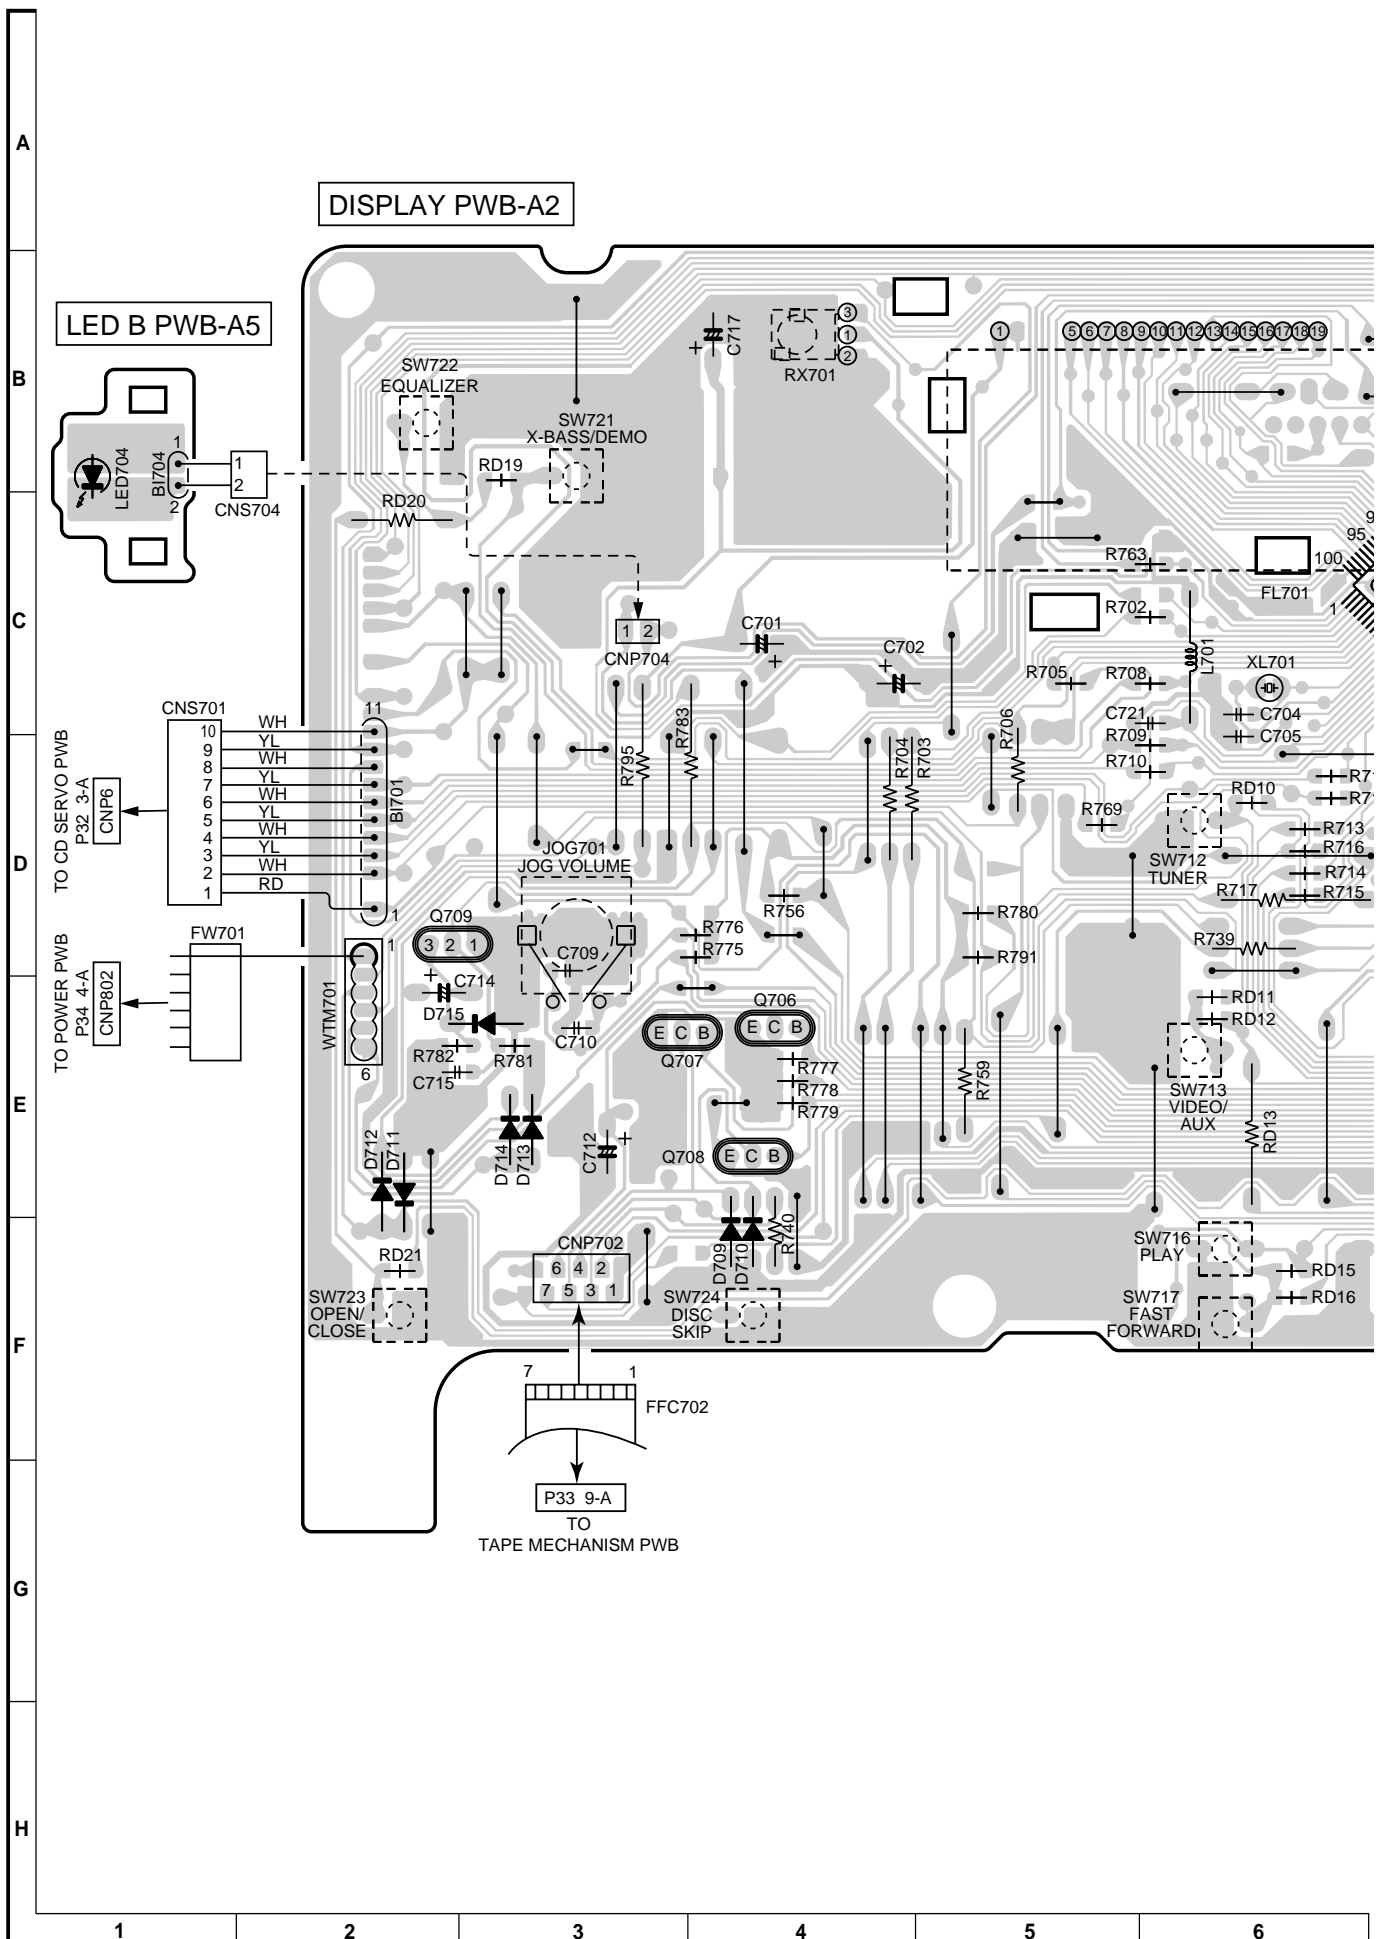 A
DISPLAY PWB-A2
LED B PWB-A5
B
SW722
EQUALIZER
C717
+
3
1
2
RX701
1
5 6 7 8 9 10 11 12 13 14 15 16 17 18 19
SW721
X-BASS/DEMO
LED704
BI704
1
2
1
2
CNS704
RD19
RD20
95
100
1
FL701
R763
C
R702
1 2
CNP704
C701
+
C702
+
L701
XL701
R705
R708
C704
C705
C721
R709
R710
R706
CNS701
11
10 WH
9 YL
8 WH
7 YL
6 WH
5 YL
4 WH
3 YL
2 WH
1 RD
BI701
1
TO CD SERVO PWB
P32 3-A
CNP6
R795
R783
R704
R703
R769
RD10
R713
R716
R714
R715
R717
SW712
TUNER
D
JOG701
JOG VOLUME
R756
R780
R776
R775
R791
R739
Q709
3 2 1
C709
C714
+
D715
FW701
TO POWER PWB
P34 4-A
CNP802
WTM701
1
6
C710
RD11
RD12
Q706
E C B
E C B
Q707
R782
R781
C715
R777
R778
R779
R759
SW713
VIDEO/
AUX
RD13
E
D712
D711
D714
D713
C712
+
Q708
E C B
D709
D710
R740
SW716
PLAY
RD15
RD16
RD21
CNP702
6 4 2
7 5 3 1
SW723
OPEN/
CLOSE
SW724
DISC
SKIP
SW717
FAST
FORWARD
F
7
1
FFC702
P33 9-A
TO
TAPE MECHANISM PWB
G
H
1 2 3 4 5 6